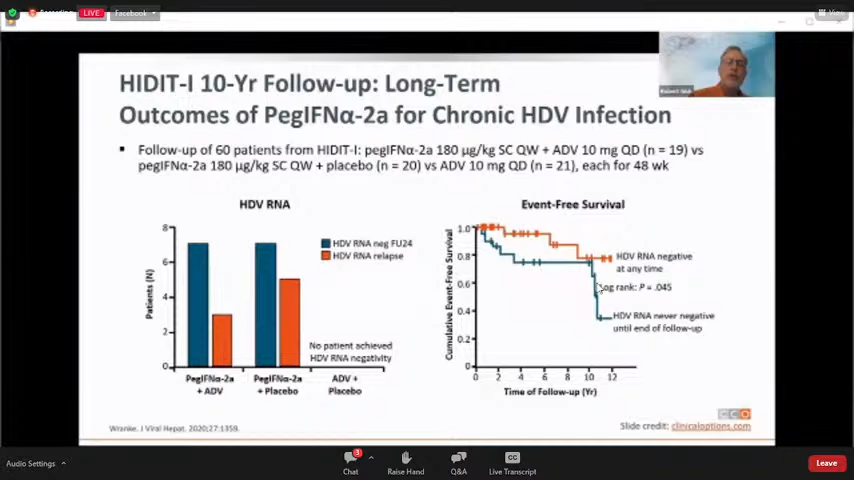 LIVE
Facebook
View
HIDIT-I 10-Yr Follow-up: Long-Term
Outcomes of PegIFNα-2a for Chronic HDV Infection
▪ Follow-up of 60 patients from HIDIT-I: pegIFNα-2a 180 µg/kg SC QW + ADV 10 mg QD (n = 19) vs
pegIFNα-2a 180 µg/kg SC QW + placebo (n = 20) vs ADV 10 mg QD (n = 21), each for 48 wk
HDV RNA
8
6
4
2
0
Patients (N)
HDV RNA neg FU24
HDV RNA relapse
No patient achieved
HDV RNA negativity
PegIFNα-2a
+ ADV
PegIFNα-2a
+ Placebo
ADV +
Placebo
Event-Free Survival
Cumulative Event-Free Survival
1.0
0.8
0.6
0.4
0.2
0
HDV RNA negative
at any time
Log rank: P = .045
HDV RNA never negative
until end of follow-up
0 2 4 6 8 10 12
Time of Follow-up (Yr)
Wranke. J Viral Hepat. 2020;27:1359.
CCO
Slide credit: clinicaloptions.com
Audio Settings
3
Chat
Raise Hand
Q&A
CC
Live Transcript
Leave